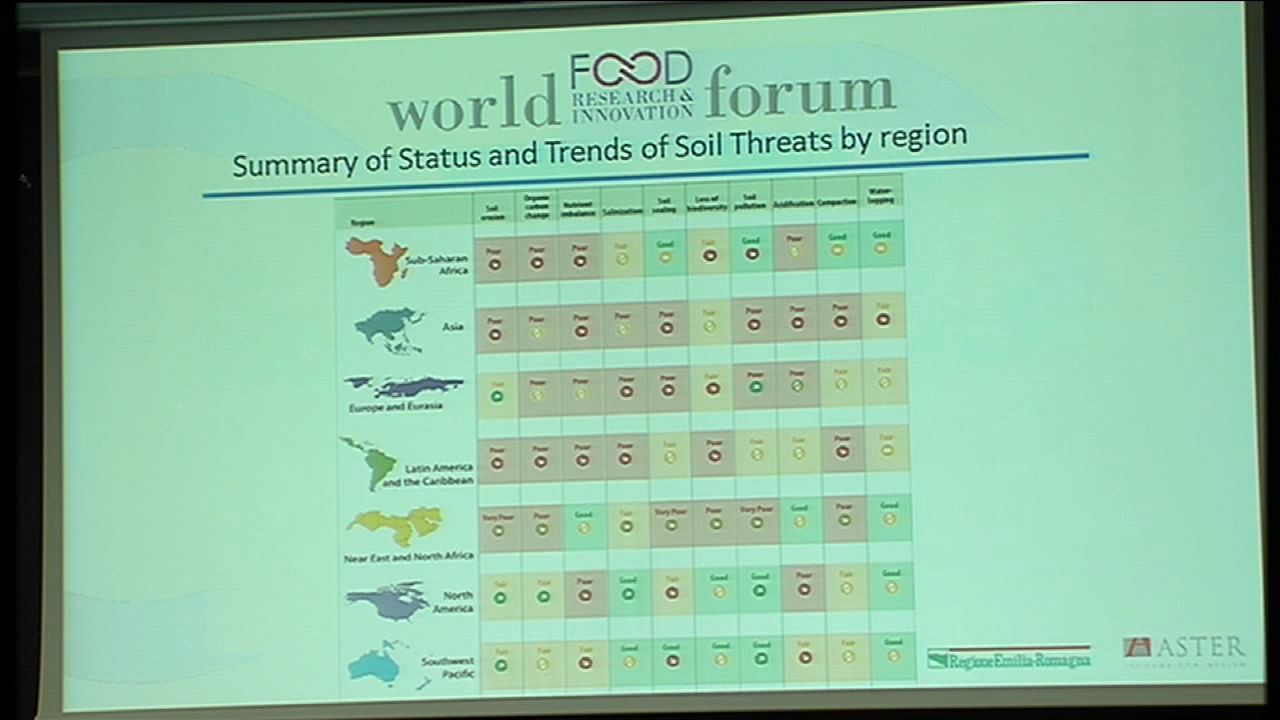 world FOOD forum
RESEARCH &
INNOVATION
Summary of Status and Trends of Soil Threats by region
Region Soil erosion Organic carbon change Nutrient imbalance Salinization Soil sealing Loss of biodiversity Soil pollution Acidification Compaction Water-logging
Sub-Saharan Africa Poor Poor Poor Fair Good Fair Good Poor Good Good
Asia Poor Poor Poor Poor Poor Fair Poor Poor Poor Fair
Europe and Eurasia Fair Poor Poor Poor Poor Fair Poor Poor Fair Fair
Latin America and the Caribbean Poor Poor Poor Poor Fair Poor Fair Fair Poor Fair
Near East and North Africa Very Poor Poor Good Fair Very Poor Poor Very Poor Good Poor Good
North America Fair Fair Poor Good Fair Good Good Poor Fair Good
Southwest Pacific Fair Fair Fair Good Good Good Good Fair Fair Good
RegioneEmilia-Romagna
ASTER